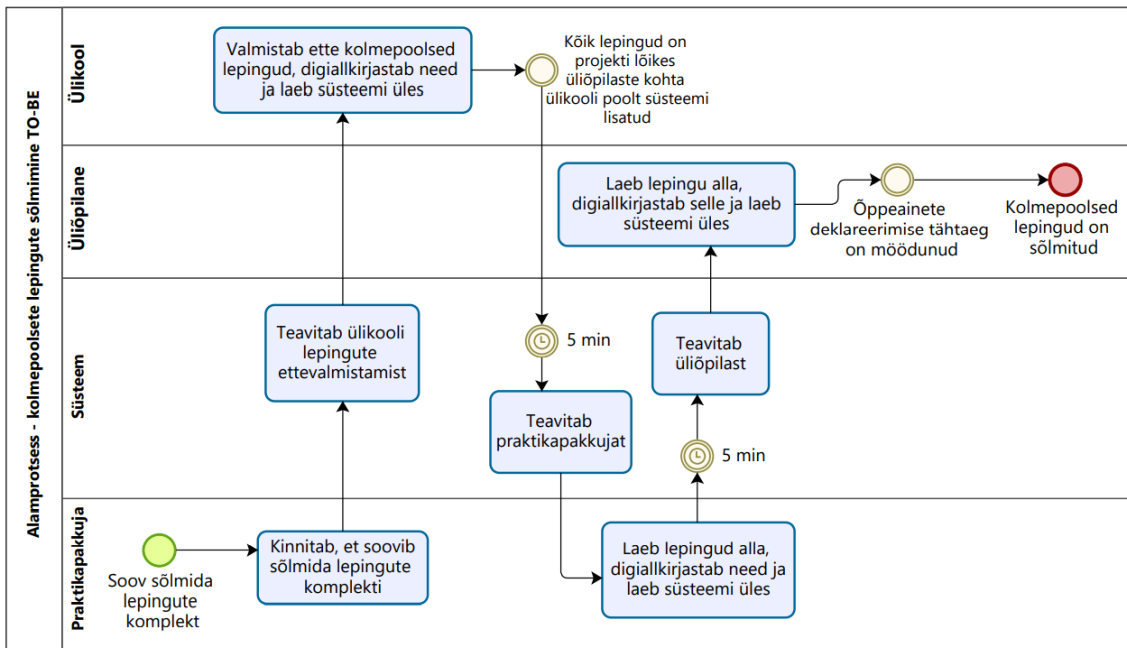 Alamprotsess - kolmepoolsete lepingute sõlmimine TO-BE
Ülikool
Valmistab ette kolmepoolsed
lepingud, digiallkirjastab need
ja laeb süsteemi üles
Kõik lepingud on
projekti lõikes
üliõpilaste kohta
ülikooli poolt süsteemi
lisatud
Üliõpilane
Laeb lepingu alla,
digiallkirjastab selle ja laeb
süsteemi üles
Õppeainete
deklareerimise tähtaeg
on möödunud
Kolmepoolsed
lepingud on
sõlmitud
Süsteem
Teavitab ülikooli
lepingute
ettevalmistamist
5 min
Teavitab
praktikapakkujat
Teavitab
üliõpilast
5 min
Praktikapakkuja
Soov sõlmida
lepingute
komplekt
Kinnitab, et soovib
sõlmida lepingute
komplekti
Laeb lepingud alla,
digiallkirjastab need ja
laeb süsteemi üles